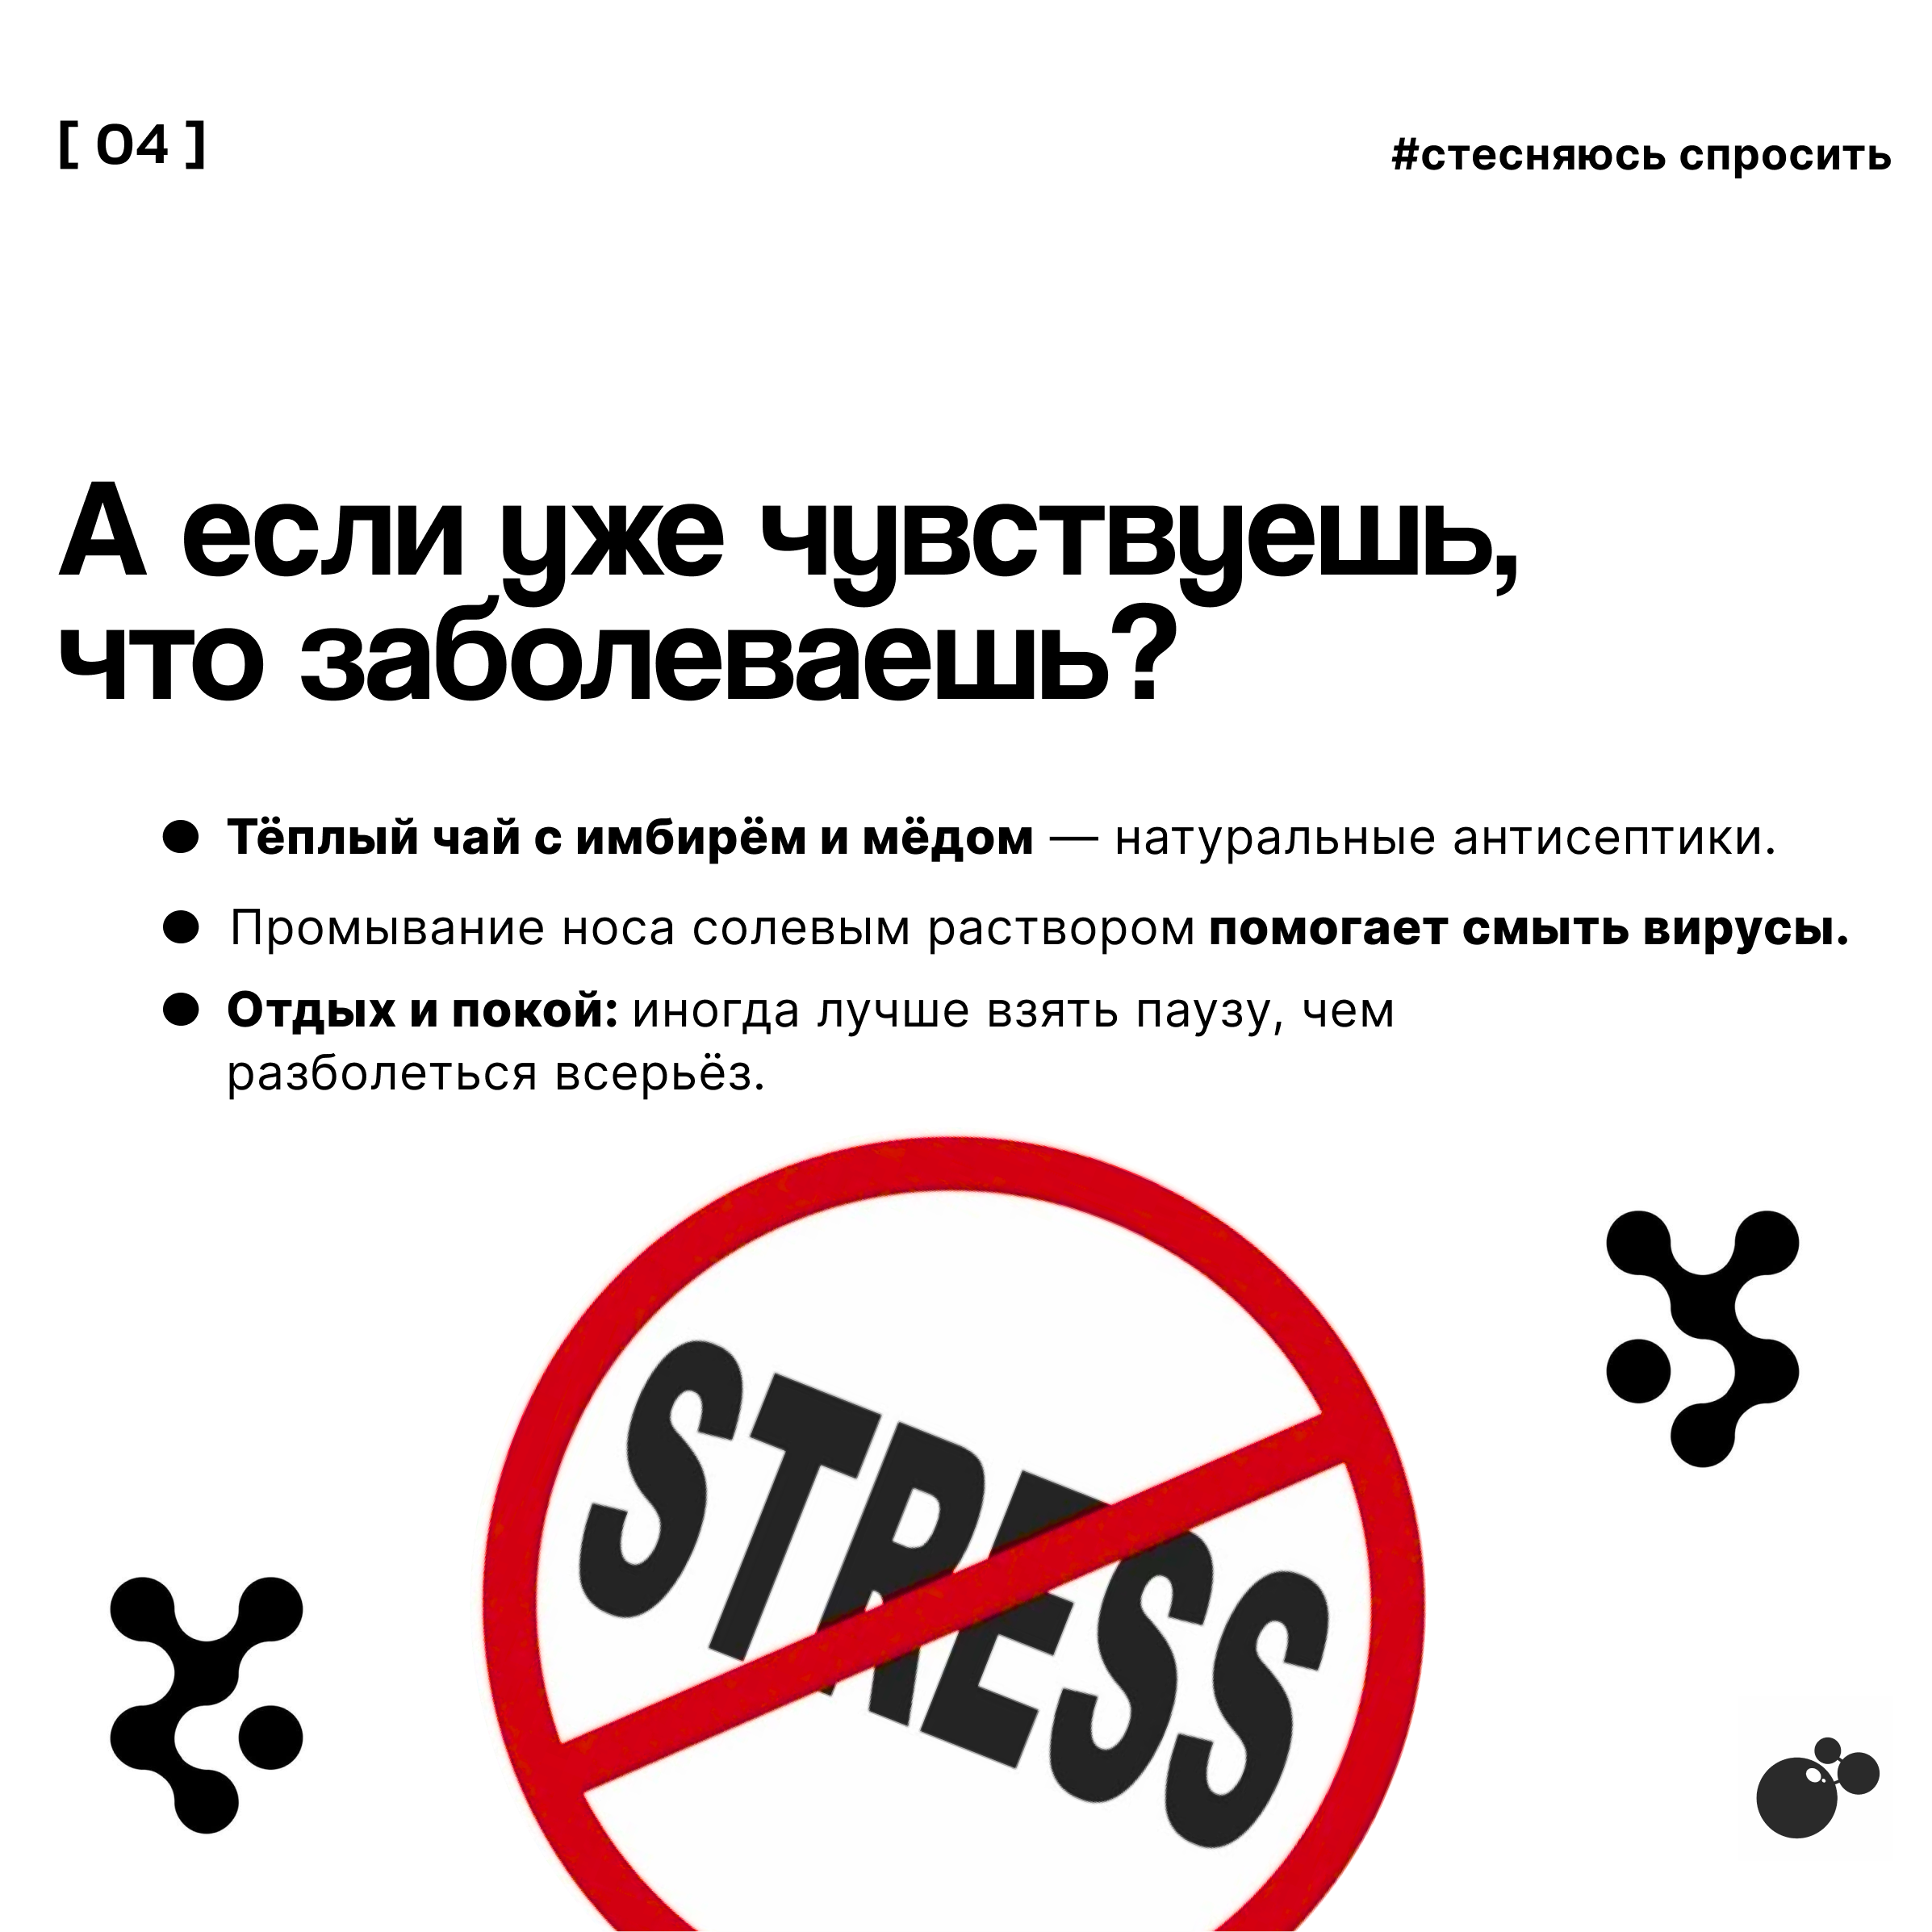 [ 04 ]
#стесняюсь спросить
А если уже чувствуешь,
что заболеваешь?
● Тёплый чай с имбирём и мёдом — натуральные антисептики.
● Промывание носа солевым раствором помогает смыть вирусы.
● Отдых и покой: иногда лучше взять паузу, чем
разболеться всерьёз.
STRESS